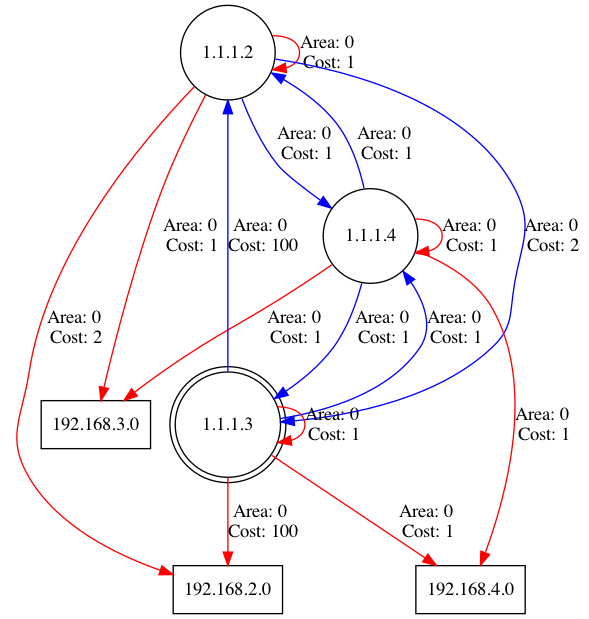 1.1.1.2
Area: 0
Cost: 1
Area: 0
Cost: 1
Area: 0
Cost: 1
Area: 0
Cost: 1
Area: 0
Cost: 100
1.1.1.4
Area: 0
Cost: 1
Area: 0
Cost: 2
Area: 0
Cost: 2
Area: 0
Cost: 1
Area: 0
Cost: 1
Area: 0
Cost: 1
192.168.3.0
1.1.1.3
Area: 0
Cost: 1
Area: 0
Cost: 1
Area: 0
Cost: 100
Area: 0
Cost: 1
192.168.2.0
192.168.4.0